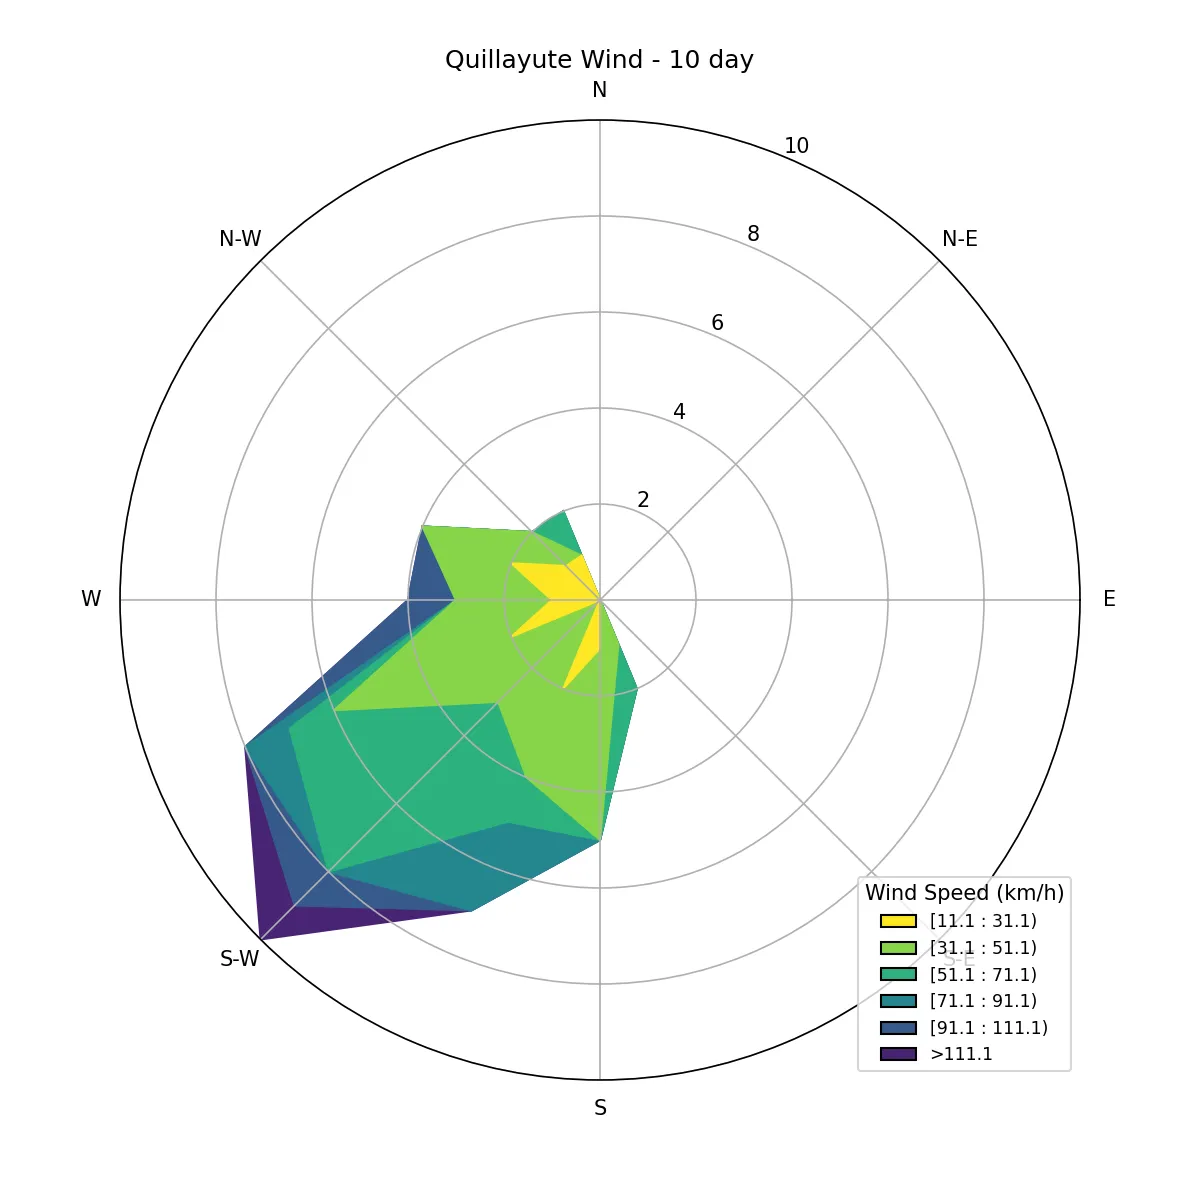 Quillayute Wind - 10 day
N
10
N-W
N-E
8
6
4
2
W
E
S-W
S-E
Wind Speed (km/h)
[11.1 : 31.1)
[31.1 : 51.1)
[51.1 : 71.1)
[71.1 : 91.1)
[91.1 : 111.1)
>111.1
S